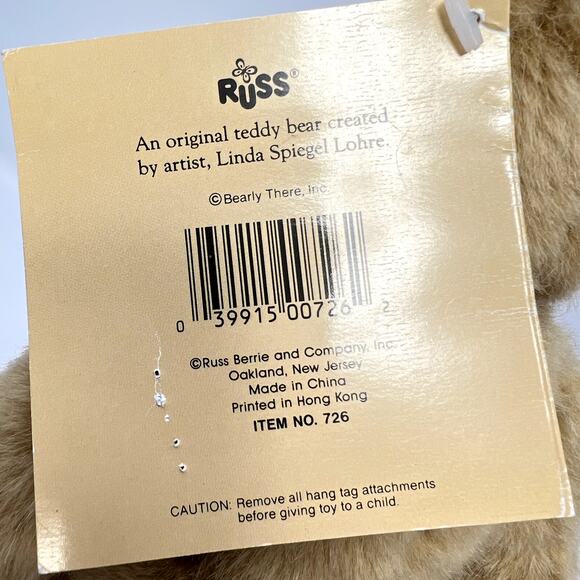 RUSS®
An original teddy bear created
by artist, Linda Spiegel Lohre.
©Bearly There, Inc.
0 39915 00726 2
©Russ Berrie and Company, Inc.
Oakland, New Jersey
Made in China
Printed in Hong Kong
ITEM NO. 726
CAUTION: Remove all hang tag attachments
before giving toy to a child.